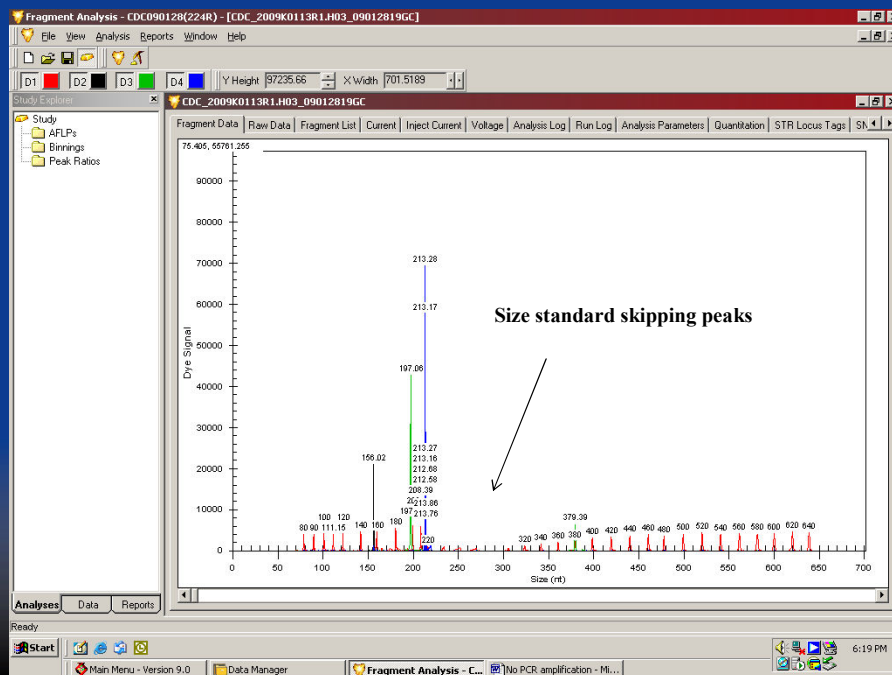 Fragment Analysis - CDC090128(224R) - [CDC_2009K0113R1.H03_09012819GC]
File View Analysis Reports Window Help
D1 D2 D3 D4 Y Height 97235.66 X Width 701.5189
Study Explorer
Study
AFLPs
Binnings
Peak Ratios
CDC_2009K0113R1.H03_09012819GC
Fragment Data Raw Data Fragment List Current Inject Current Voltage Analysis Log Run Log Analysis Parameters Quantitation STR Locus Tags
75.405, 55761.255
90000
80000
70000
213.28
60000
213.17
Size standard skipping peaks
Dye Signal
50000
197.06
40000
30000
213.27
156.02
213.16
20000
212.68
212.58
208.39
379.39
10000
213.86
197
213.76
80 90 100 111.15 120 140 160 180 220 320 340 360 380 400 420 440 460 480 500 520 540 560 580 600 620 640
0
0 50 100 150 200 250 300 350 400 450 500 550 600 650 700
Size (nt)
Analyses Data Reports
Ready
Start
6:19 PM
Main Menu - Version 9.0 Data Manager Fragment Analysis - C... No PCR amplification - Mi...